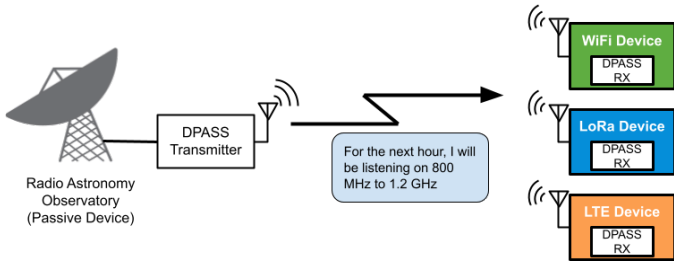 Radio Astronomy
Observatory
(Passive Device)
DPASS
Transmitter
For the next hour, I will
be listening on 800
MHz to 1.2 GHz
WiFi Device
DPASS
RX
LoRa Device
DPASS
RX
LTE Device
DPASS
RX